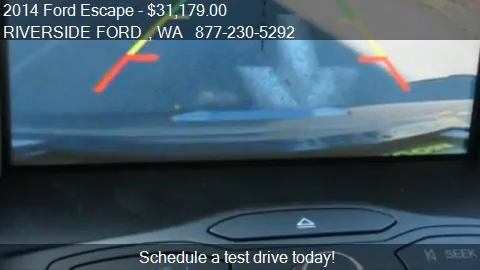 2014 Ford Escape - $31,179.00
RIVERSIDE FORD , WA 877-230-5292
SEEK
Schedule a test drive today!